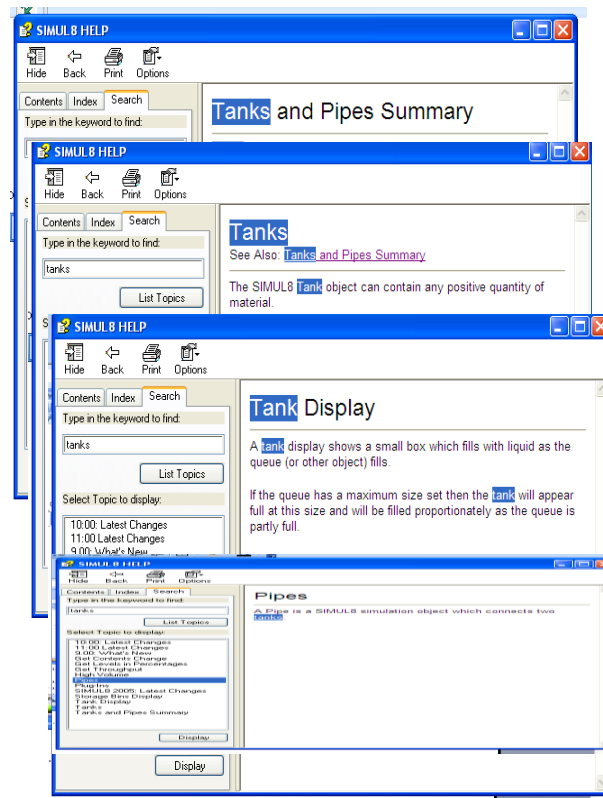 SIMUL8 HELP
Hide Back Print Options
Contents Index Search
Type in the keyword to find:
Tanks and Pipes Summary
SIMUL8 HELP
Hide Back Print Options
Contents Index Search
Type in the keyword to find:
tanks
List Topics
Tanks
See Also: Tanks and Pipes Summary
The SIMUL8 Tank object can contain any positive quantity of
material.
SIMUL8 HELP
Hide Back Print Options
Contents Index Search
Type in the keyword to find:
tanks
List Topics
Select Topic to display:
10:00: Latest Changes
11:00 Latest Changes
9.00: What's New
Tank Display
A tank display shows a small box which fills with liquid as the
queue (or other object) fills.
If the queue has a maximum size set then the tank will appear
full at this size and will be filled proportionately as the queue is
partly full.
SIMUL8 HELP
Hide Back Print Options
Contents Index Search
Type in the keyword to find:
tanks
List Topics
Select Topic to display:
10:00: Latest Changes
11:00 Latest Changes
9.00: What's New
Get Contents Change
Get Levels in Percentages
Get Throughput
High Volume
Pipes
Plug-Ins
SIMUL8 2005: Latest Changes
Storage Bins Display
Tank Display
Tanks
Tanks and Pipes Summary
Display
Pipes
A Pipe is a SIMUL8 simulation object which connects two
tanks
Display